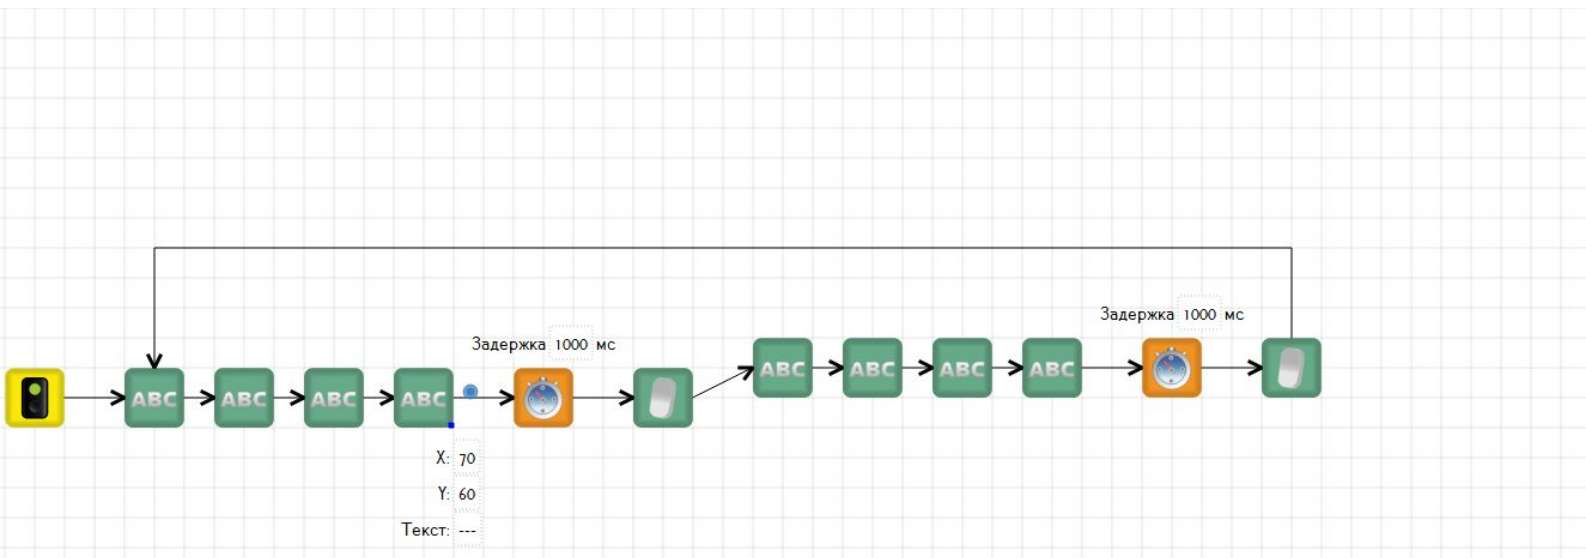 Задержка 1000 мс
Задержка 1000 мс
ABC ABC ABC ABC
ABC ABC ABC ABC
X: 70
Y: 60
Текст: ---